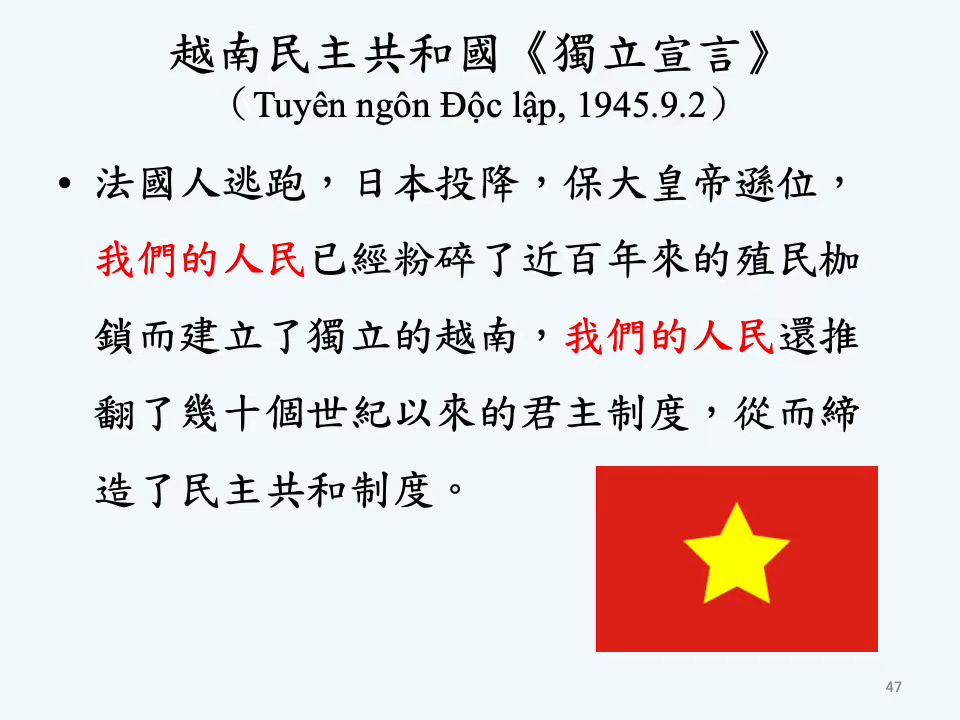 越南民主共和國《獨立宣言》
（Tuyên ngôn Độc lập, 1945.9.2）
• 法國人逃跑，日本投降，保大皇帝遜位，
我們的人民已經粉碎了近百年來的殖民枷
鎖而建立了獨立的越南，我們的人民還推
翻了幾十個世紀以來的君主制度，從而締
造了民主共和制度。
47